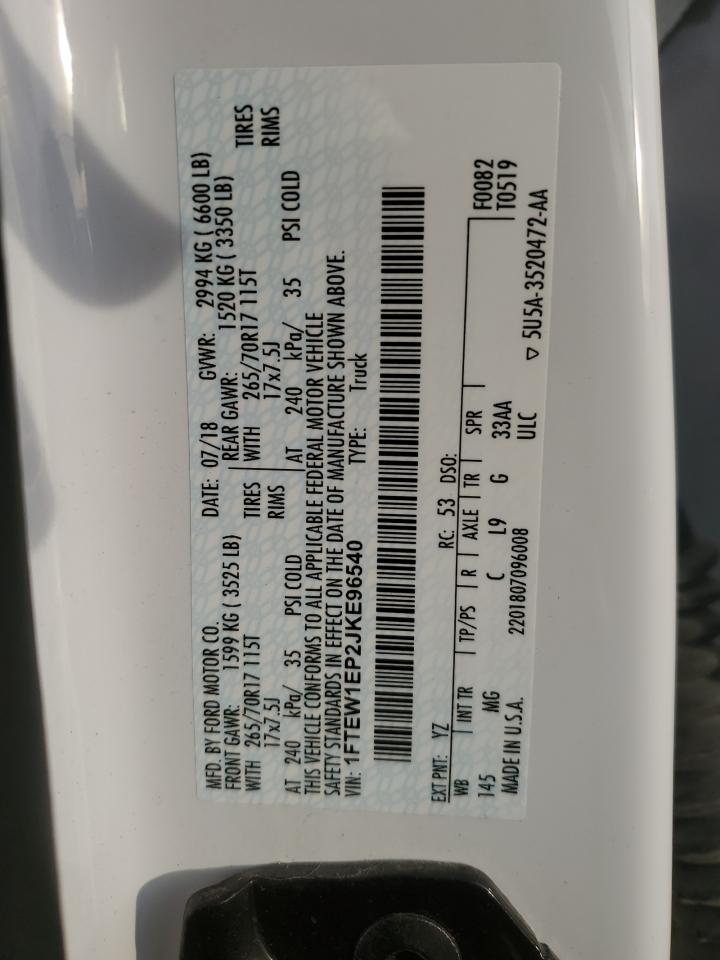 MFD. BY FORD MOTOR CO. DATE: 07/18 GVWR: 2994 KG ( 6600 LB)
FRONT GAWR: 1599 KG ( 3525 LB) REAR GAWR: 1520 KG ( 3350 LB)
WITH 265/70R17 115T TIRES WITH 265/70R17 115T TIRES
17x7.5J RIMS 17x7.5J RIMS
AT 240 kPa/ 35 PSI COLD AT 240 kPa/ 35 PSI COLD
THIS VEHICLE CONFORMS TO ALL APPLICABLE FEDERAL MOTOR VEHICLE
SAFETY STANDARDS IN EFFECT ON THE DATE OF MANUFACTURE SHOWN ABOVE.
VIN: 1FTEW1EP2JKE96540 TYPE: Truck
EXT PNT: YZ RC: 53 DSO:
WB INT TR TP/PS R AXLE TR SPR F0082
145 MG C L9 G 33AA T0519
MADE IN U.S.A. 2201807096008 ULC ▽ 5U5A-3520472-AA